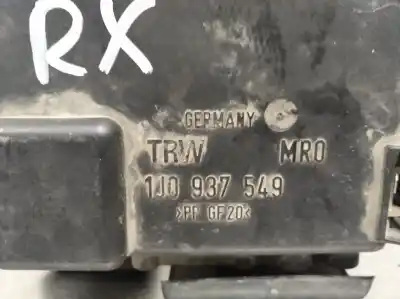 RX
GERMANY
TRW MRO
1J0 937 549
>PP GF20<